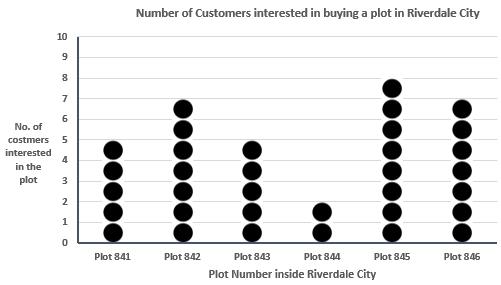 Number of Customers interested in buying a plot in Riverdale City
10
9
8
7
6
5
4
3
2
1
0
No. of
costmers
interested
in the
plot
Plot 841 Plot 842 Plot 843 Plot 844 Plot 845 Plot 846
Plot Number inside Riverdale City